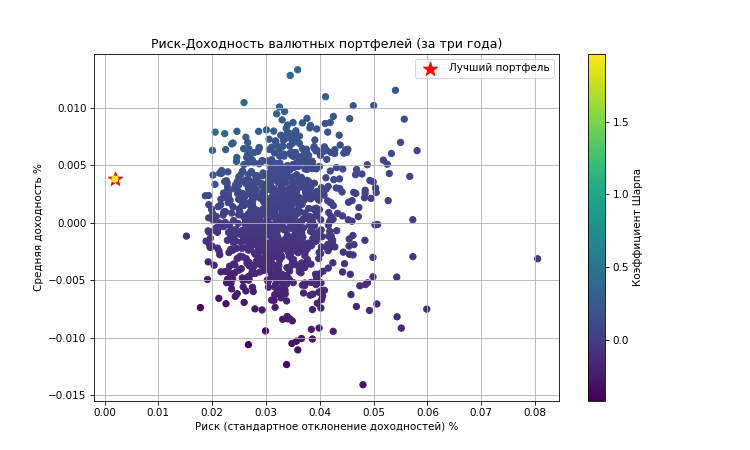 Риск-Доходность валютных портфелей (за три года)
Лучший портфель
0.010
0.005
0.000
−0.005
−0.010
−0.015
Средняя доходность %
0.00 0.01 0.02 0.03 0.04 0.05 0.06 0.07 0.08
Риск (стандартное отклонение доходностей) %
1.5
1.0
0.5
0.0
Коэффициент Шарпа